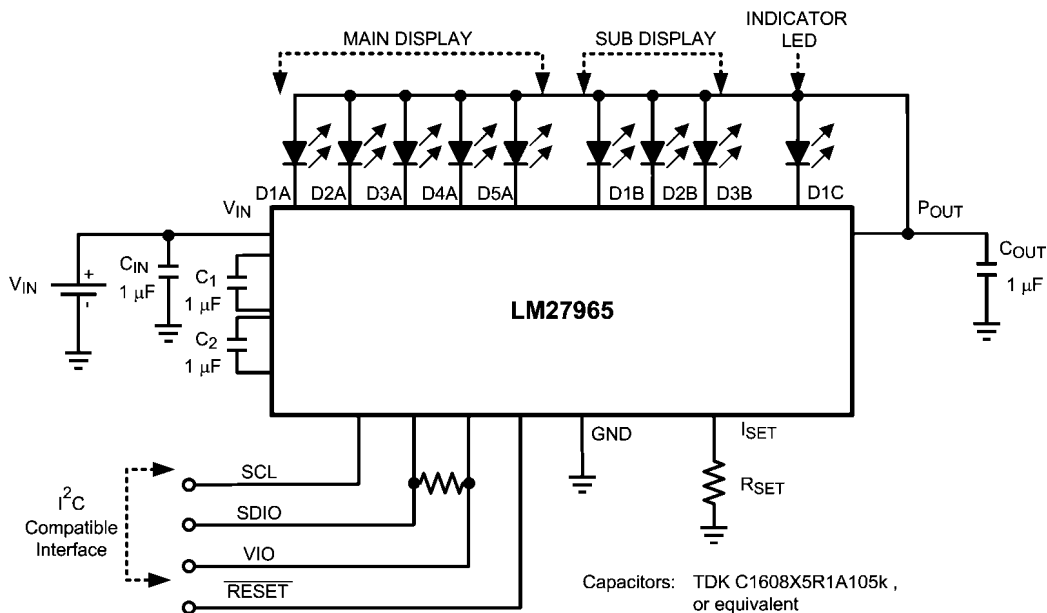 MAIN DISPLAY
SUB DISPLAY
INDICATOR
LED
D1A
D2A
D3A
D4A
D5A
D1B
D2B
D3B
D1C
VIN
POUT
VIN
+
-
CIN
1 µF
C1
1 µF
C2
1 µF
LM27965
COUT
1 µF
GND
ISET
RSET
I2C
Compatible
Interface
SCL
SDIO
VIO
RESET
Capacitors: TDK C1608X5R1A105k ,
or equivalent